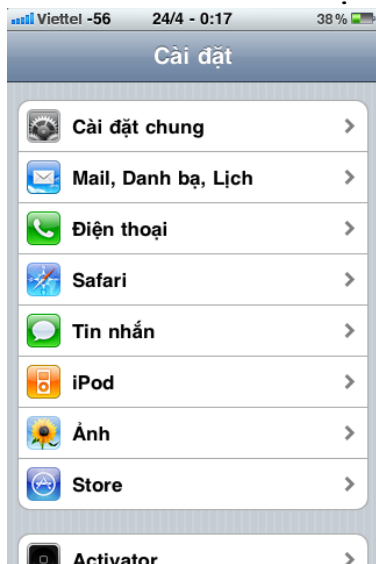 Viettel -56 24/4 - 0:17 38%
Cài đặt
Cài đặt chung
Mail, Danh bạ, Lịch
Điện thoại
Safari
Tin nhắn
iPod
Ảnh
Store
Activator